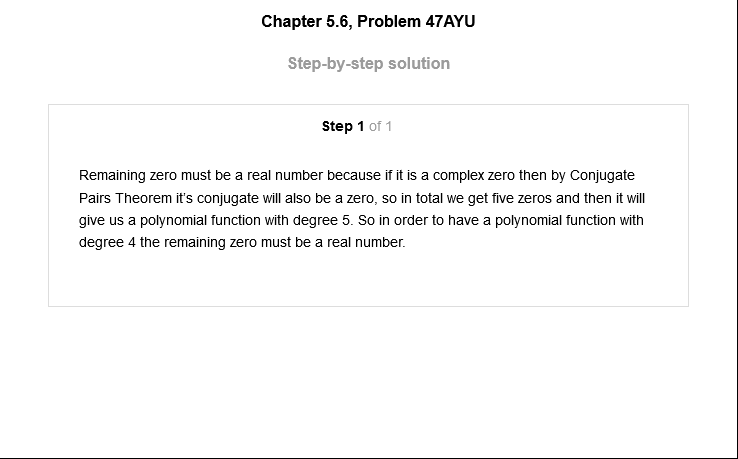 Chapter 5.6, Problem 47AYU
Step-by-step solution
Step 1 of 1
Remaining zero must be a real number because if it is a complex zero then by Conjugate
Pairs Theorem it's conjugate will also be a zero, so in total we get five zeros and then it will
give us a polynomial function with degree 5. So in order to have a polynomial function with
degree 4 the remaining zero must be a real number.